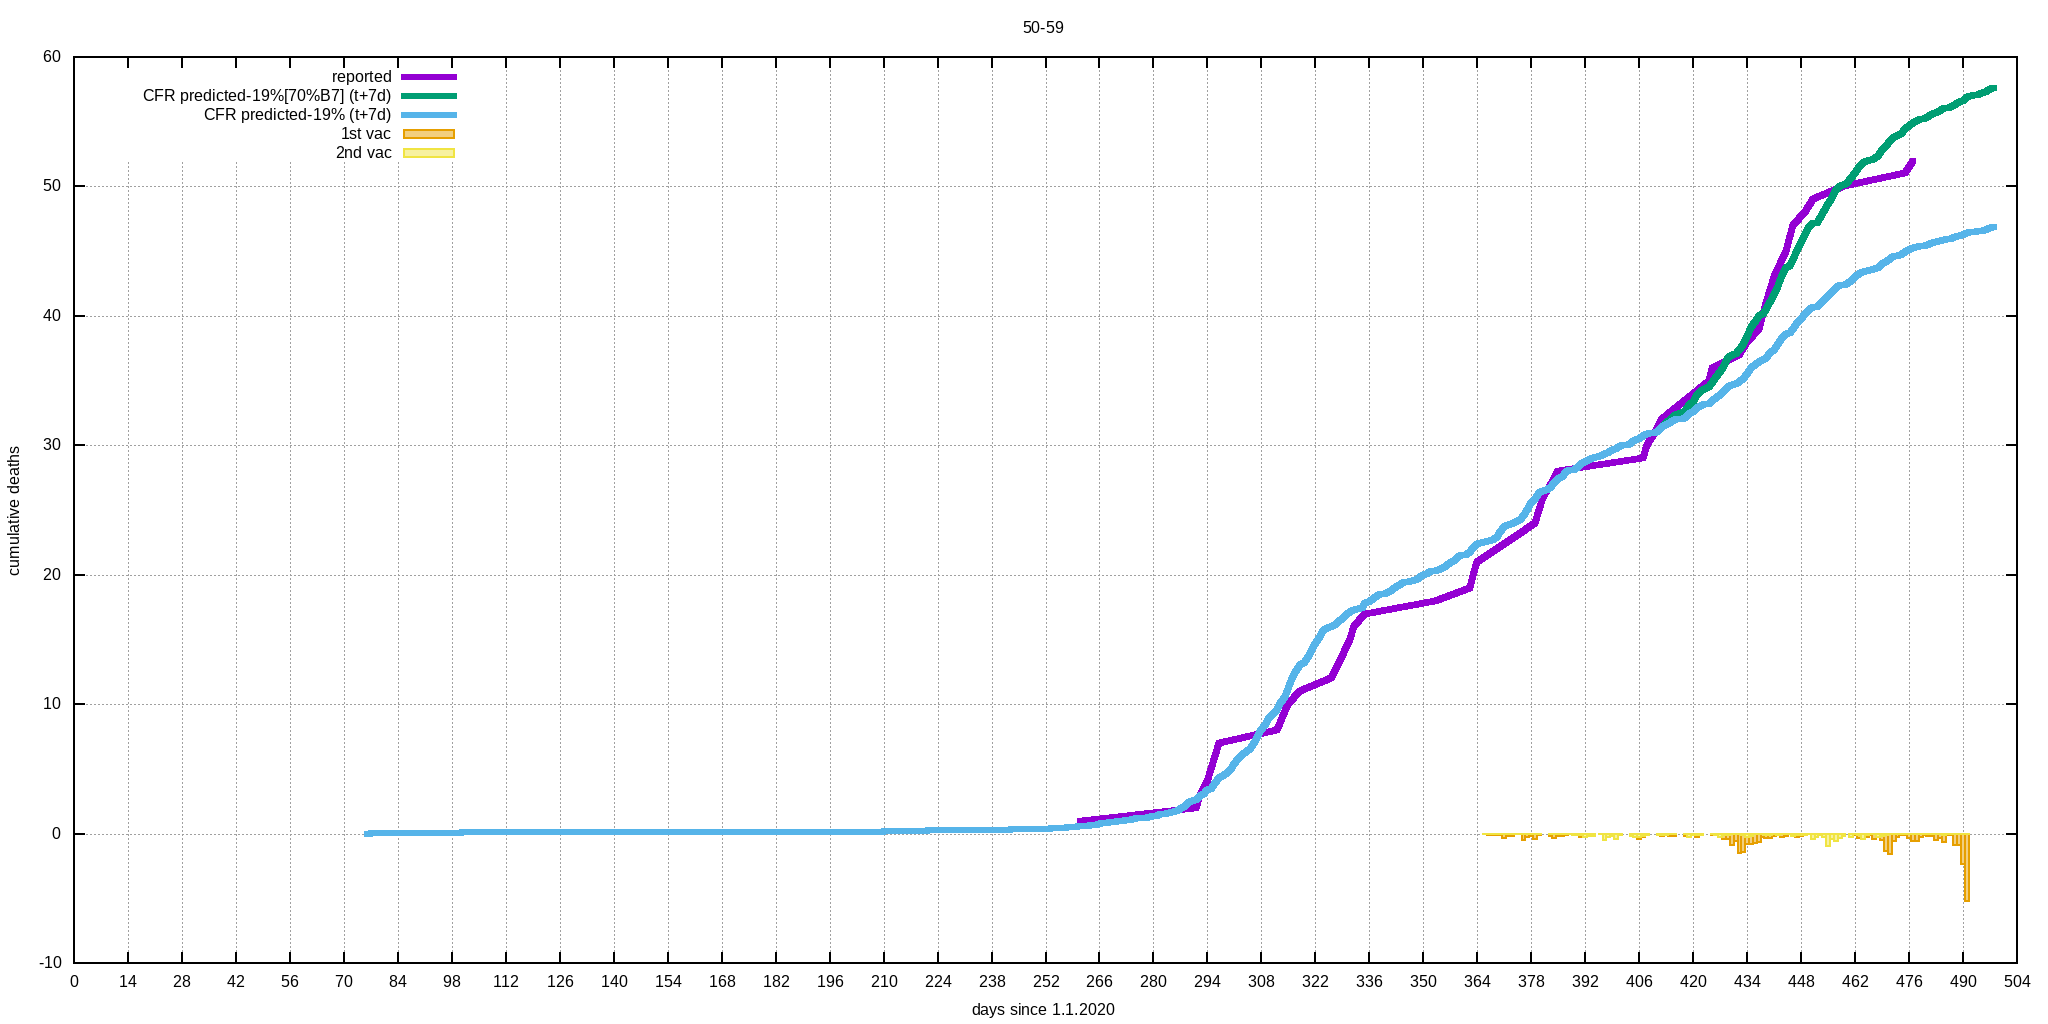 50-59
60
50
40
30
20
10
0
-10
cumulative deaths
reported
CFR predicted-19%[70%B7] (t+7d)
CFR predicted-19% (t+7d)
1st vac
2nd vac
0 14 28 42 56 70 84 98 112 126 140 154 168 182 196 210 224 238 252 266 280 294 308 322 336 350 364 378 392 406 420 434 448 462 476 490 504
days since 1.1.2020